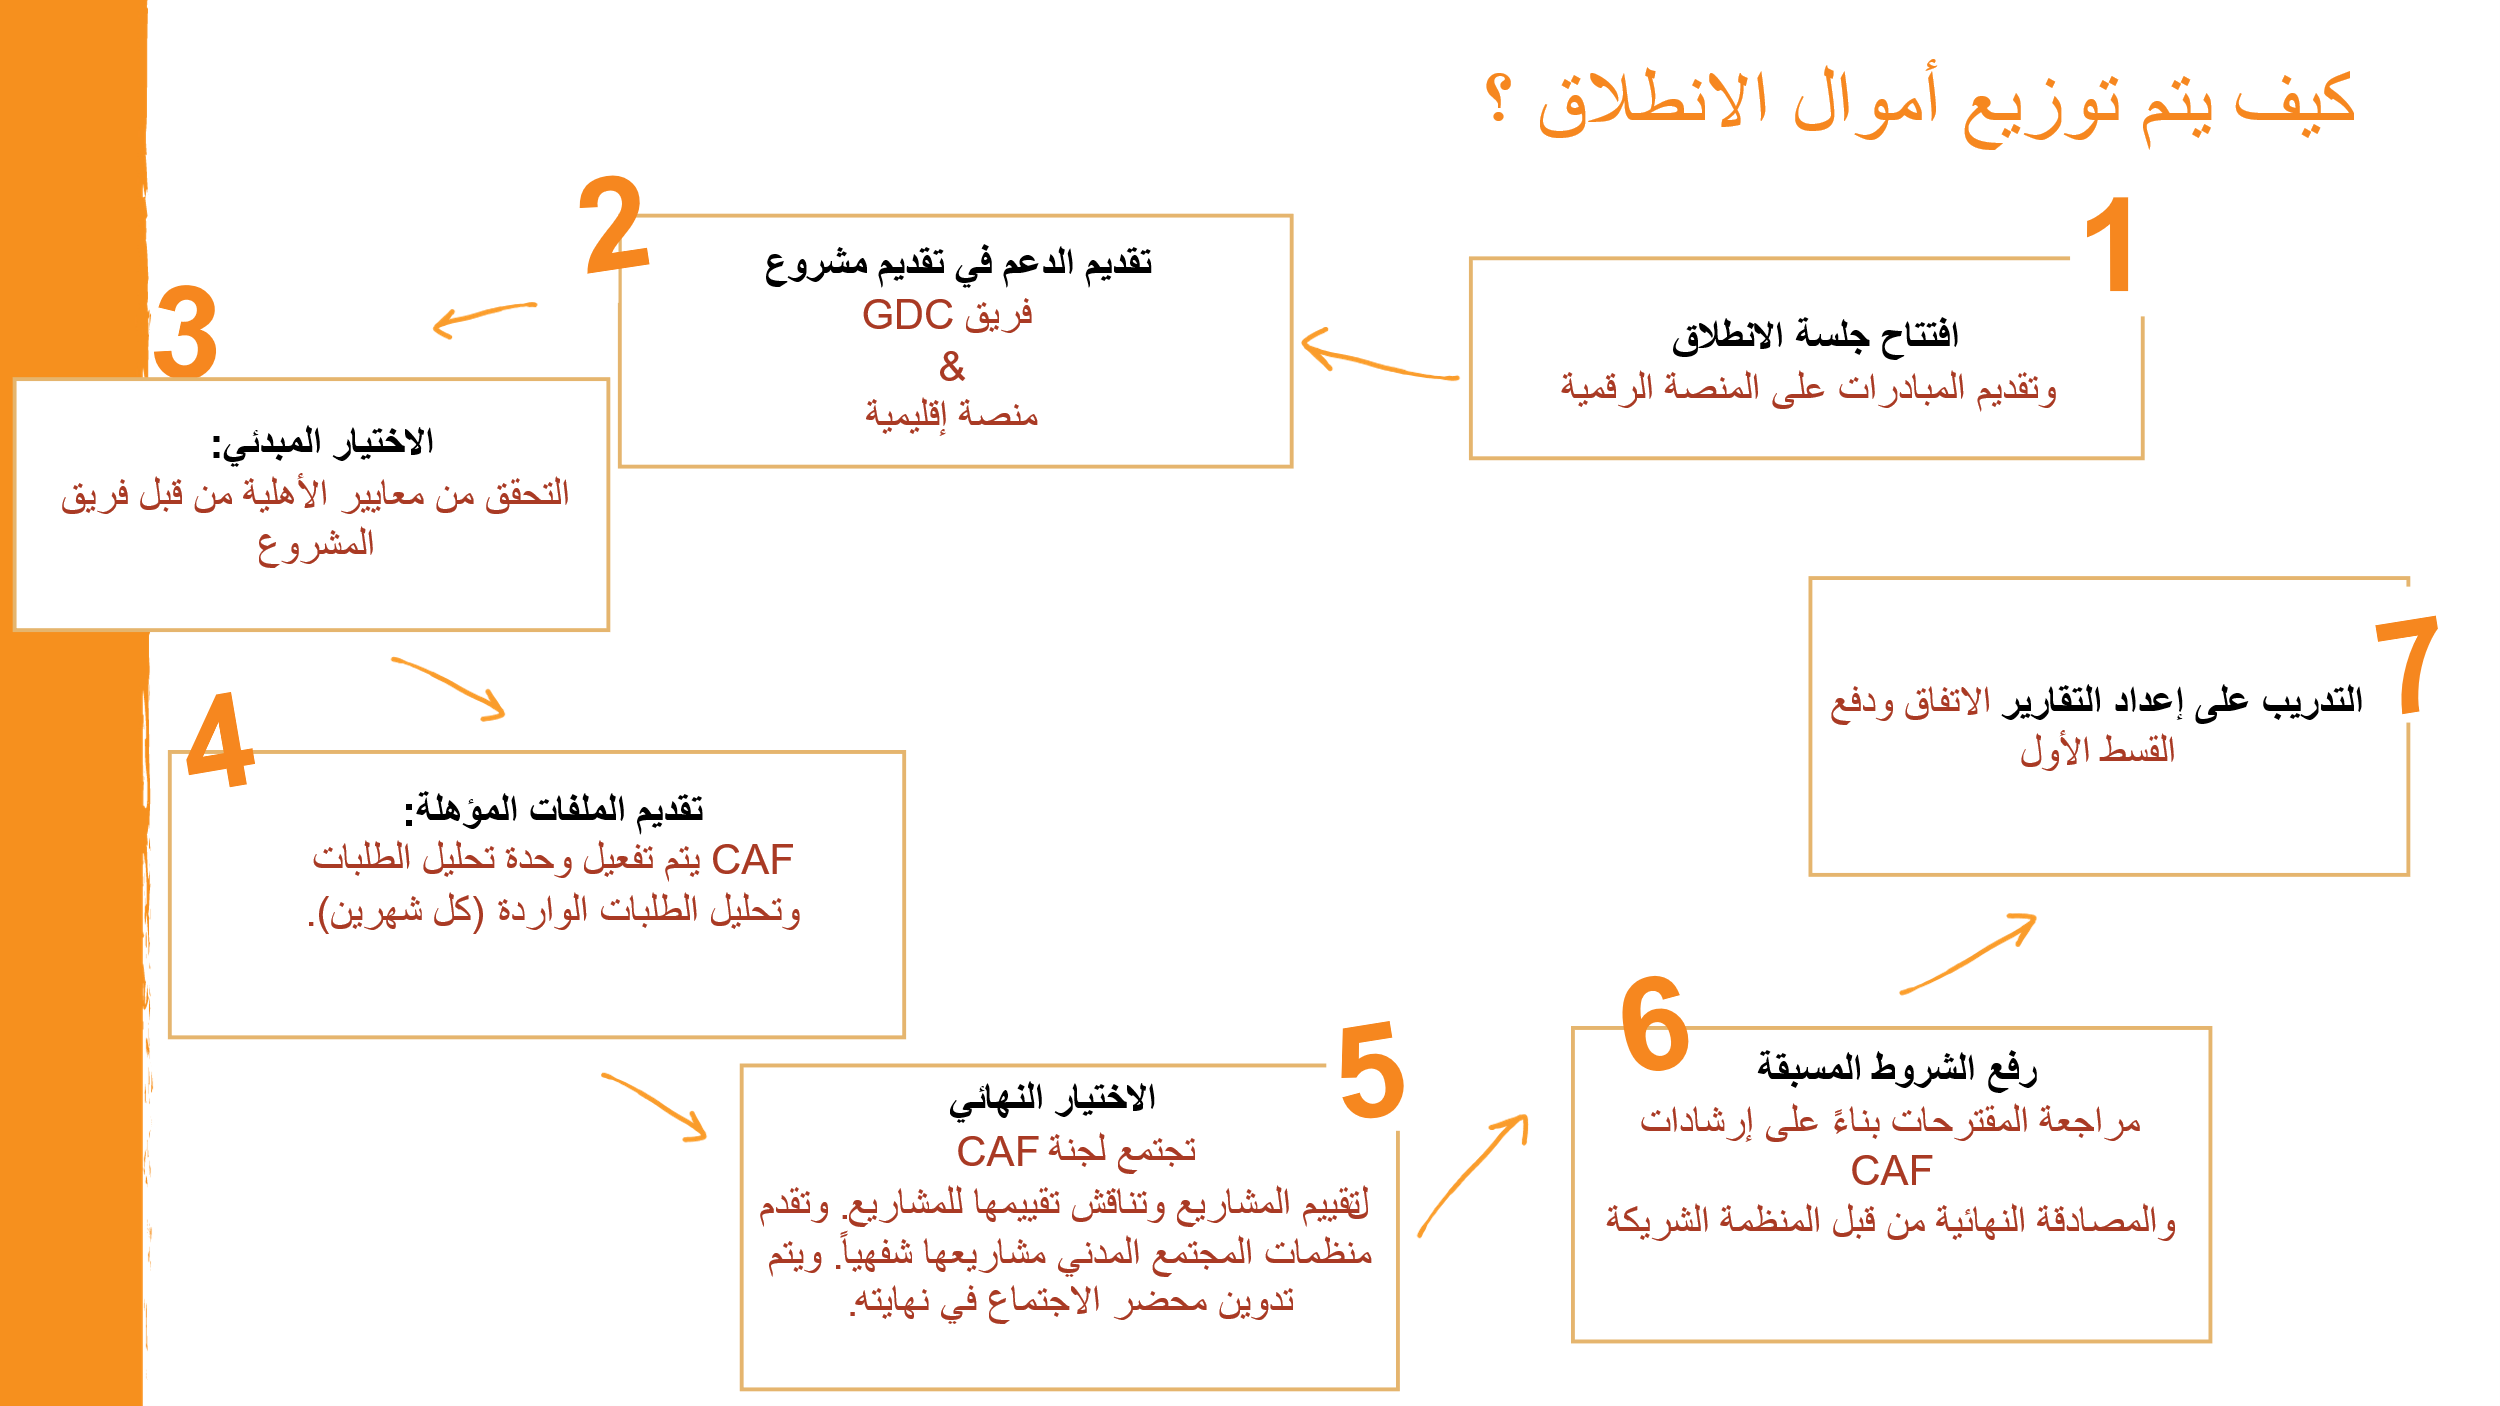 كيف يتم توزيع أموال الانطلاق ؟
1
افتتاح جلسة الانطلاق
وتقديم المبادرات على المنصة الرقمية
2
تقديم الدعم في تقديم مشروع
فريق GDC
&
منصة إقليمية
3
الاختيار المبدئي:
التحقق من معايير الأهلية من قبل فريق
المشروع
4
تقديم الملفات المؤهلة:
CAF يتم تفعيل وحدة تحليل الطلبات
وتحليل الطلبات الواردة (كل شهرين).
5
الاختيار النهائي
تجتمع لجنة CAF
لتقييم المشاريع وتناقش تقييمها للمشاريع. وتقدم
منظمات المجتمع المدني مشاريعها شفهياً. ويتم
تدوين محضر الاجتماع في نهايته.
6
رفع الشروط المسبقة
مراجعة المقترحات بناءً على إرشادات
CAF
والمصادقة النهائية من قبل المنظمة الشريكة
7
التدريب على إعداد التقارير الاتفاق ودفع
القسط الأول